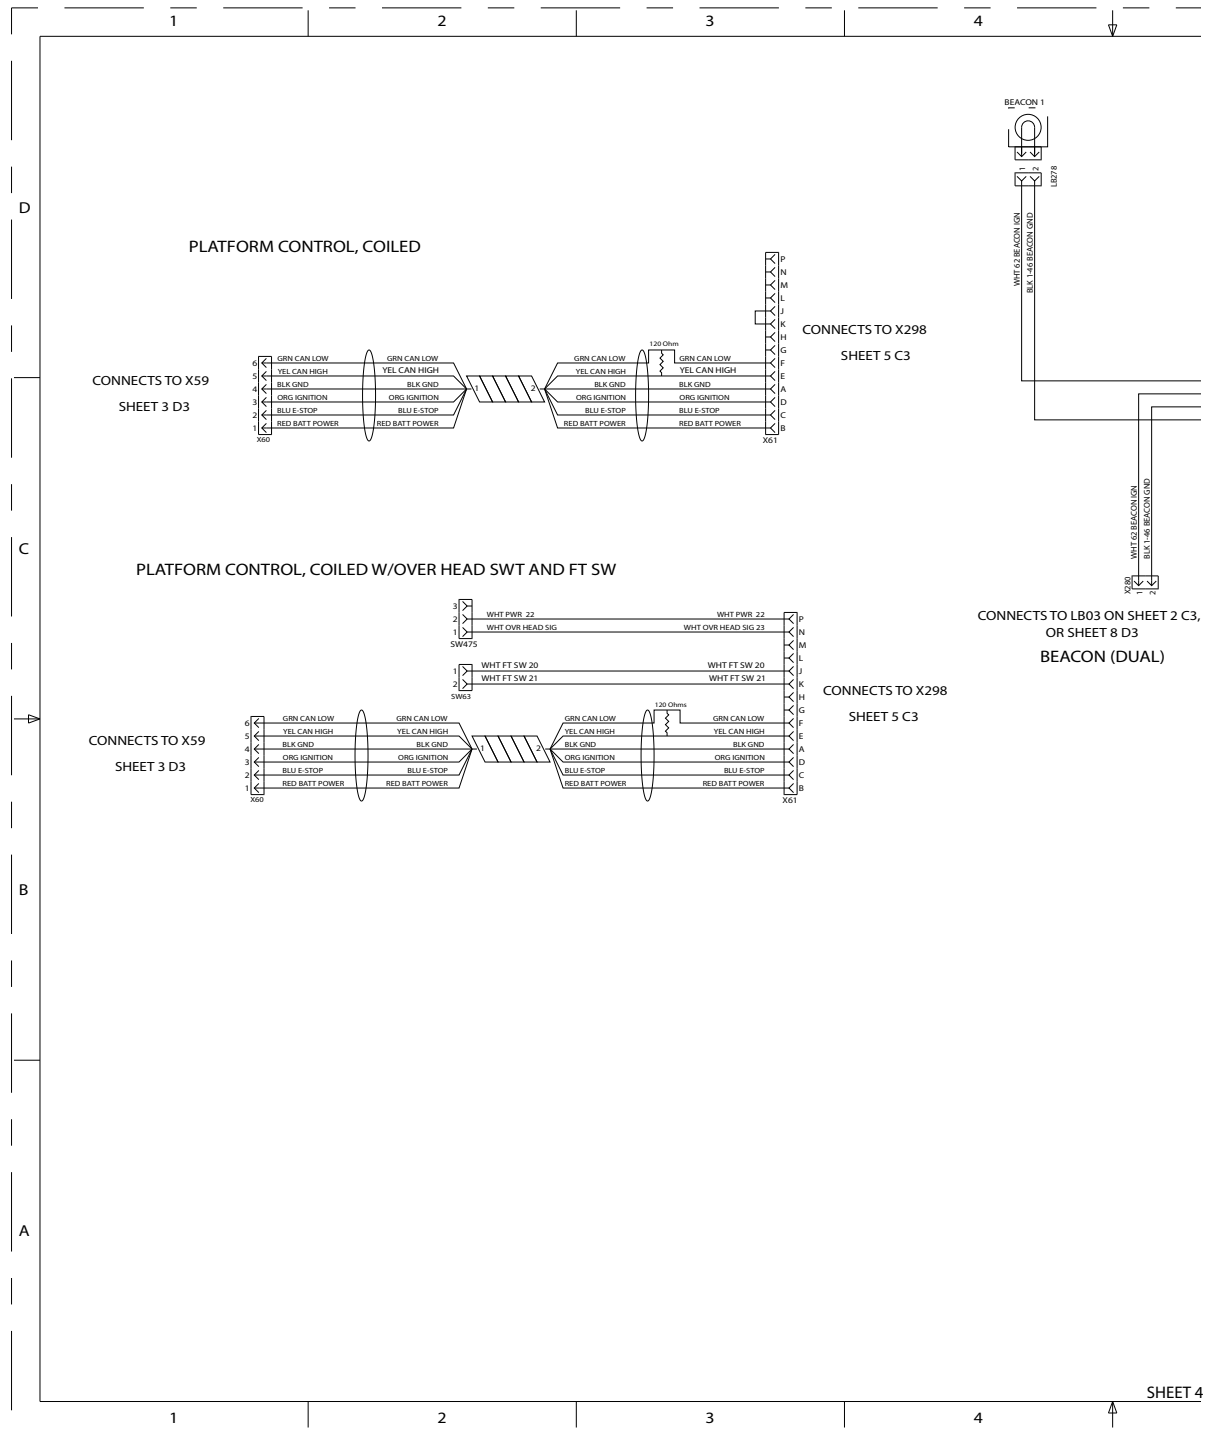 1 2 3 4
BEACON 1
1 2
LB278
D
WHT 62 BEACON IGN
BLK 1-46 BEACON GND
PLATFORM CONTROL, COILED
P
N
M
L
J
K
H
G
F
E
A
D
C
B
X61
CONNECTS TO X298
SHEET 5 C3
120 Ohm
CONNECTS TO X59
SHEET 3 D3
6 GRN CAN LOW GRN CAN LOW GRN CAN LOW GRN CAN LOW
5 YEL CAN HIGH YEL CAN HIGH YEL CAN HIGH YEL CAN HIGH
4 BLK GND BLK GND 1 2 BLK GND BLK GND
3 ORG IGNITION ORG IGNITION ORG IGNITION ORG IGNITION
2 BLU E-STOP BLU E-STOP BLU E-STOP BLU E-STOP
1 RED BATT POWER RED BATT POWER RED BATT POWER RED BATT POWER
X60
WHT 62 BEACON IGN
BLK 1-46 BEACON GND
X280
1 2
C
PLATFORM CONTROL, COILED W/OVER HEAD SWT AND FT SW
CONNECTS TO LB03 ON SHEET 2 C3,
OR SHEET 8 D3
BEACON (DUAL)
3
2 WHT PWR 22 WHT PWR 22 P
1 WHT OVR HEAD SIG WHT OVR HEAD SIG 23 N
SW475
M
L
1 WHT FT SW 20 WHT FT SW 20 J
2 WHT FT SW 21 WHT FT SW 21 K
SW63
H
G
CONNECTS TO X298
SHEET 5 C3
120 Ohms
CONNECTS TO X59
SHEET 3 D3
6 GRN CAN LOW GRN CAN LOW GRN CAN LOW GRN CAN LOW F
5 YEL CAN HIGH YEL CAN HIGH YEL CAN HIGH YEL CAN HIGH E
4 BLK GND BLK GND 1 2 BLK GND BLK GND A
3 ORG IGNITION ORG IGNITION ORG IGNITION ORG IGNITION D
2 BLU E-STOP BLU E-STOP BLU E-STOP BLU E-STOP C
1 RED BATT POWER RED BATT POWER RED BATT POWER RED BATT POWER B
X60 X61
B
A
SHEET 4
1 2 3 4